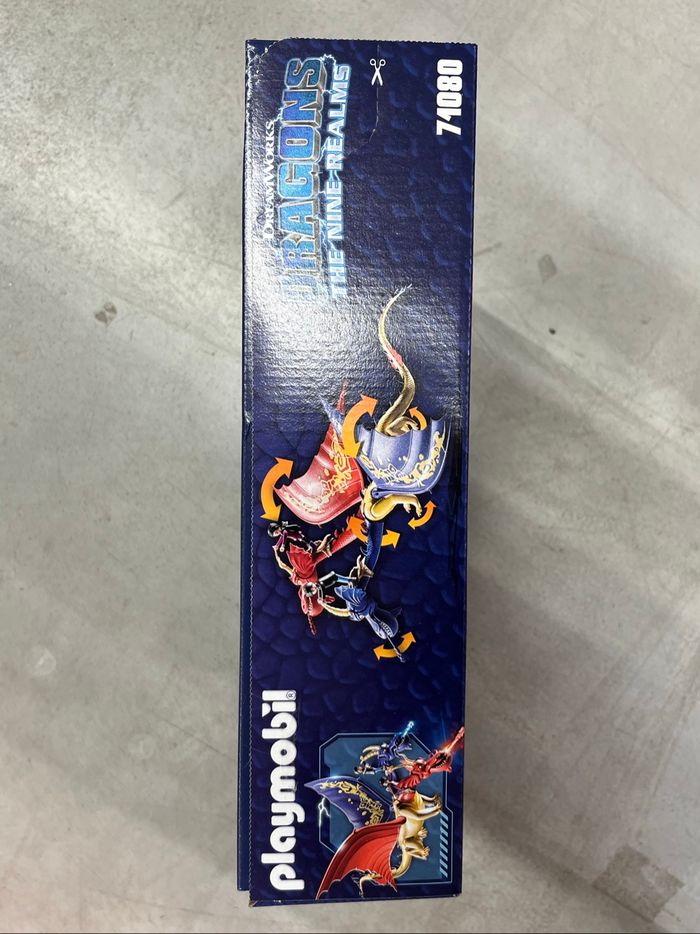 playmobil®
DREAMWORKS
DRAGONS
THE NINE REALMS
71080